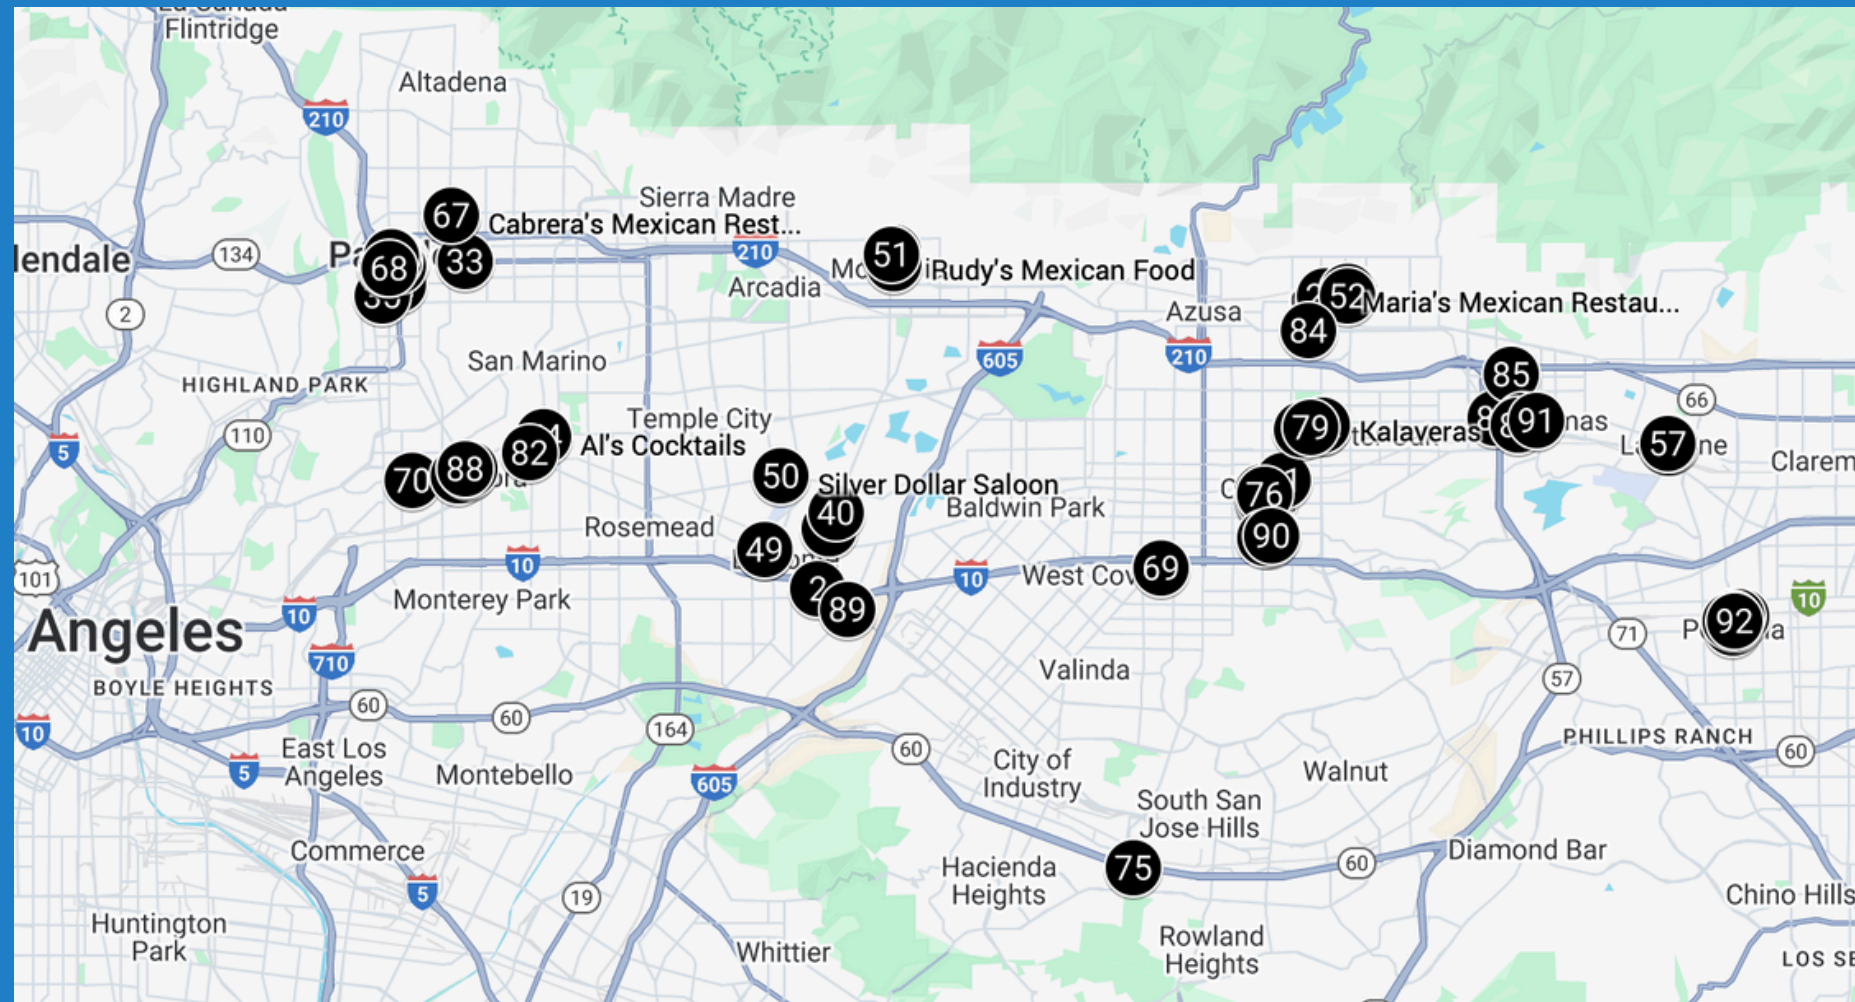 Flintridge
Altadena
210
67
Sierra Madre
Cabrera's Mexican Rest...
lendale
134
68
33
210
51
Rudy's Mexican Food
Arcadia
2
Azusa
52
Maria's Mexican Restau...
84
San Marino
605
210
HIGHLAND PARK
85
66
110
Temple City
5
Al's Cocktails
82
79
Kalaveras
91
nas
57
Clarem
70
88
50
Silver Dollar Saloon
76
Baldwin Park
40
Rosemead
49
90
10
10
West Cov
69
101
Monterey Park
2
89
10
10
Angeles
92
710
71
BOYLE HEIGHTS
Valinda
57
60
60
164
10
60
PHILLIPS RANCH
60
East Los
Angeles
5
Montebello
605
City of
Industry
Walnut
South San
Jose Hills
Commerce
Diamond Bar
60
75
Hacienda
Heights
5
19
Chino Hills
Huntington
Park
Whittier
Rowland
Heights
LOS SE